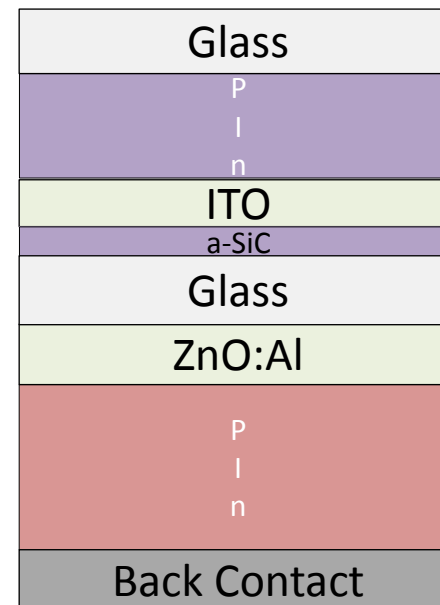 Glass
P
I
n
ITO
a-SiC
Glass
ZnO:Al
P
I
n
Back Contact